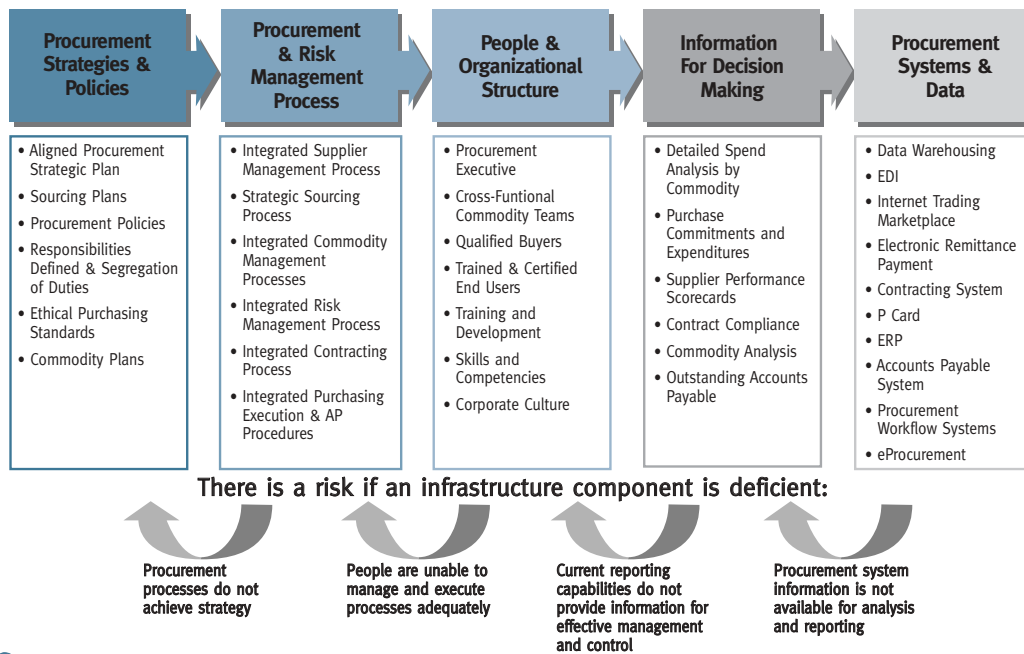 Procurement
Strategies &
Policies
Procurement
& Risk
Management
Process
People &
Organizational
Structure
Information
For Decision
Making
Procurement
Systems &
Data
• Aligned Procurement
Strategic Plan
• Sourcing Plans
• Procurement Policies
• Responsibilities
Defined & Segregation
of Duties
• Ethical Purchasing
Standards
• Commodity Plans
• Integrated Supplier
Management Process
• Strategic Sourcing
Process
• Integrated Commodity
Management
Processes
• Integrated Risk
Management Process
• Integrated Contracting
Process
• Integrated Purchasing
Execution & AP
Procedures
• Procurement
Executive
• Cross-Funtional
Commodity Teams
• Qualified Buyers
• Trained & Certified
End Users
• Training and
Development
• Skills and
Competencies
• Corporate Culture
• Detailed Spend
Analysis by
Commodity
• Purchase
Commitments and
Expenditures
• Supplier Performance
Scorecards
• Contract Compliance
• Commodity Analysis
• Outstanding Accounts
Payable
• Data Warehousing
• EDI
• Internet Trading
Marketplace
• Electronic Remittance
Payment
• Contracting System
• P Card
• ERP
• Accounts Payable
System
• Procurement
Workflow Systems
• eProcurement
There is a risk if an infrastructure component is deficient:
Procurement
processes do not
achieve strategy
People are unable to
manage and execute
processes adequately
Current reporting
capabilities do not
provide information for
effective management
and control
Procurement system
information is not
available for analysis
and reporting